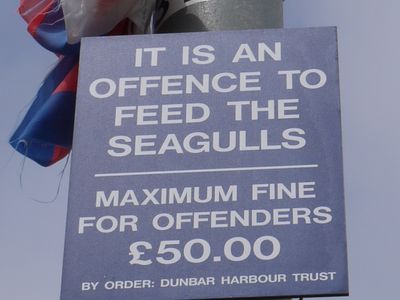 IT IS AN
OFFENCE TO
FEED THE
SEAGULLS
MAXIMUM FINE
FOR OFFENDERS
£50.00
BY ORDER: DUNBAR HARBOUR TRUST